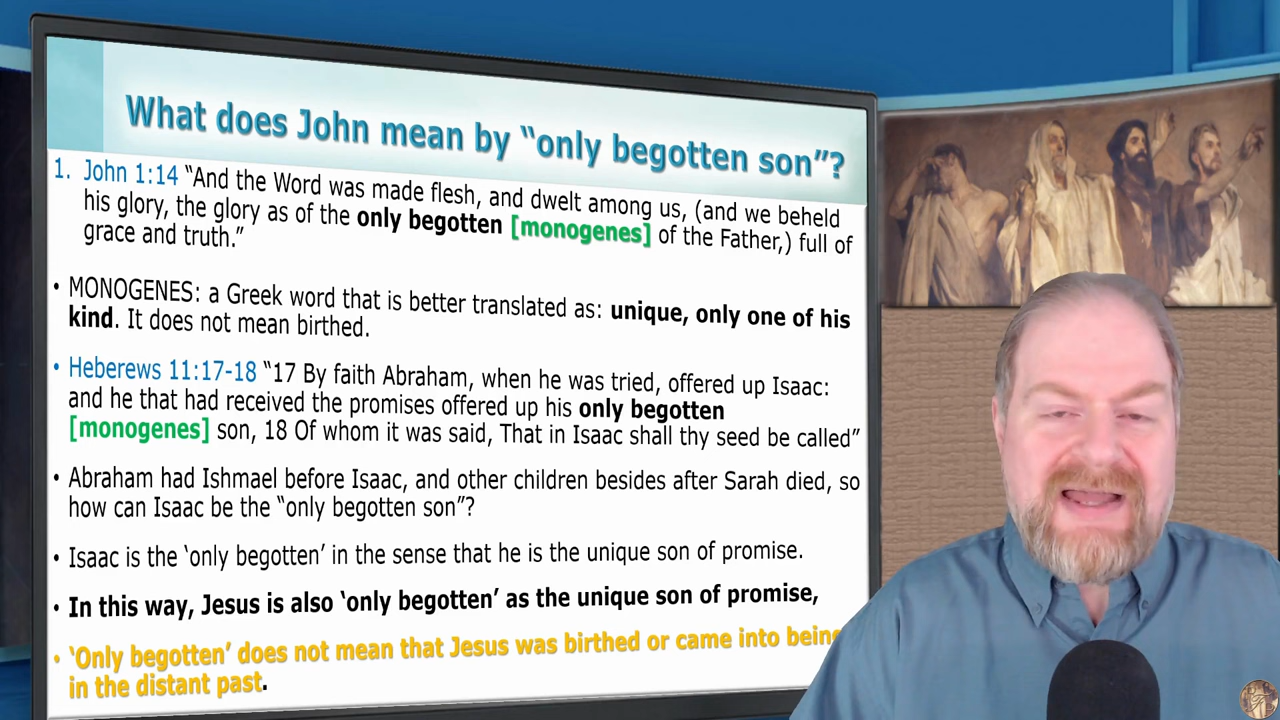 What does John mean by “only begotten son”?
1. John 1:14 “And the Word was made flesh, and dwelt among us, (and we beheld
his glory, the glory as of the only begotten [monogenes] of the Father,) full of
grace and truth.”
• MONOGENES: a Greek word that is better translated as: unique, only one of his
kind. It does not mean birthed.
• Heberews 11:17-18 “17 By faith Abraham, when he was tried, offered up Isaac:
and he that had received the promises offered up his only begotten
[monogenes] son, 18 Of whom it was said, That in Isaac shall thy seed be called”
• Abraham had Ishmael before Isaac, and other children besides after Sarah died, so
how can Isaac be the “only begotten son”?
• Isaac is the ‘only begotten’ in the sense that he is the unique son of promise.
• In this way, Jesus is also ‘only begotten’ as the unique son of promise,
• ‘Only begotten’ does not mean that Jesus was birthed or came into being
in the distant past.